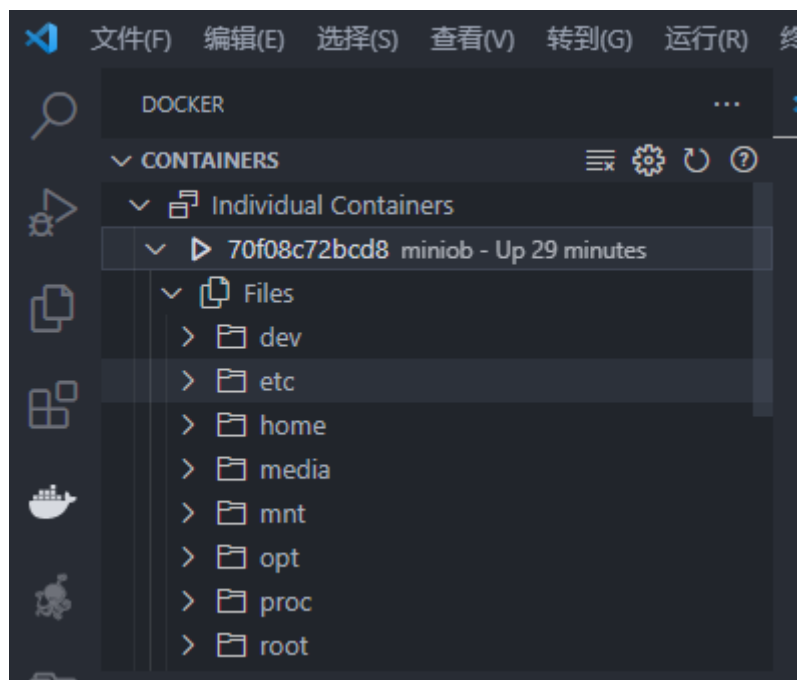 文件(F) 编辑(E) 选择(S) 查看(V) 转到(G) 运行(R)
DOCKER
CONTAINERS
Individual Containers
70f08c72bcd8 miniob - Up 29 minutes
Files
dev
etc
home
media
mnt
opt
proc
root